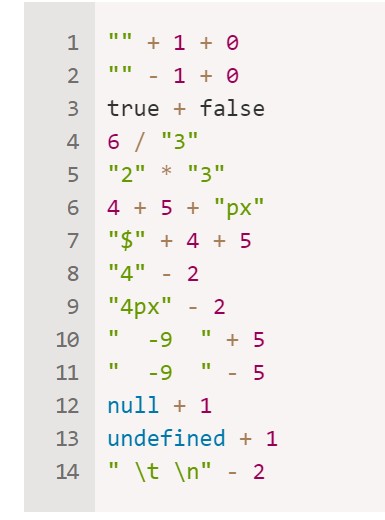 1 "" + 1 + 0
2 "" - 1 + 0
3 true + false
4 6 / "3"
5 "2" * "3"
6 4 + 5 + "px"
7 "$" + 4 + 5
8 "4" - 2
9 "4px" - 2
10 "  -9  " + 5
11 "  -9  " - 5
12 null + 1
13 undefined + 1
14 " \t \n" - 2